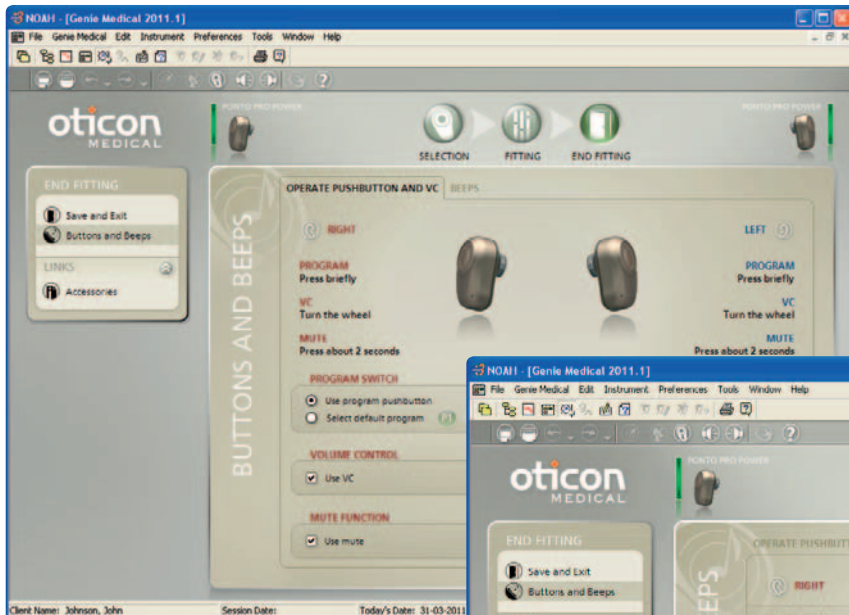 NOAH - [Genie Medical 2011.1]
File Genie Medical Edit Instrument Preferences Tools Window Help
oticon
MEDICAL
PONTO PRO POWER
PONTO PRO POWER
SELECTION
FITTING
END FITTING
END FITTING
Save and Exit
Buttons and Beeps
LINKS
Accessories
BUTTONS AND BEEPS
OPERATE PUSHBUTTON AND VC
BEEPS
RIGHT
LEFT
PROGRAM
Press briefly
PROGRAM
Press briefly
VC
Turn the wheel
VC
Turn the wheel
MUTE
Press about 2 seconds
MUTE
Press about 2 seconds
PROGRAM SWITCH
Use program pushbutton
Select default program
VOLUME CONTROL
Use VC
MUTE FUNCTION
Use mute
Client Name: Johnson, John
Session Date:
Today's Date: 31-03-2011
NOAH - [Genie Medical 2011.1]
File Genie Medical Edit Instrument Preferences Tools Window Help
oticon
MEDICAL
PONTO PRO POWER
END FITTING
Save and Exit
Buttons and Beeps
EPS
OPERATE PUSHBUTT
RIGHT